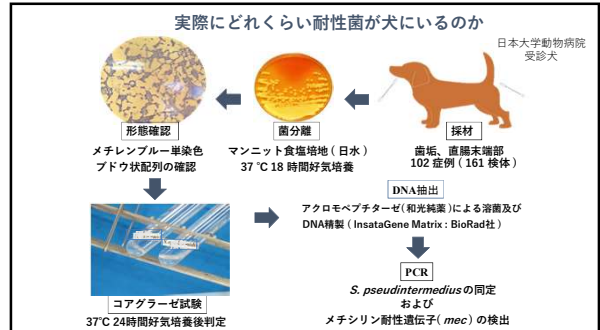 実際にどれくらい耐性菌が犬にいるのか
日本大学動物病院
受診犬
採材
歯垢、直腸末端部
102 症例 ( 161 検体 )
菌分離
マンニット食塩培地 ( 日水 )
37 ℃ 18 時間好気培養
形態確認
メチレンブルー単染色
ブドウ状配列の確認
コアグラーゼ試験
37℃ 24時間好気培養後判定
DNA抽出
アクロモペプチターゼ(和光純薬) による溶菌及び
DNA精製 ( InsataGene Matrix : BioRad社 )
PCR
S. pseudintermedius の同定
および
メチシリン耐性遺伝子( mec ) の検出